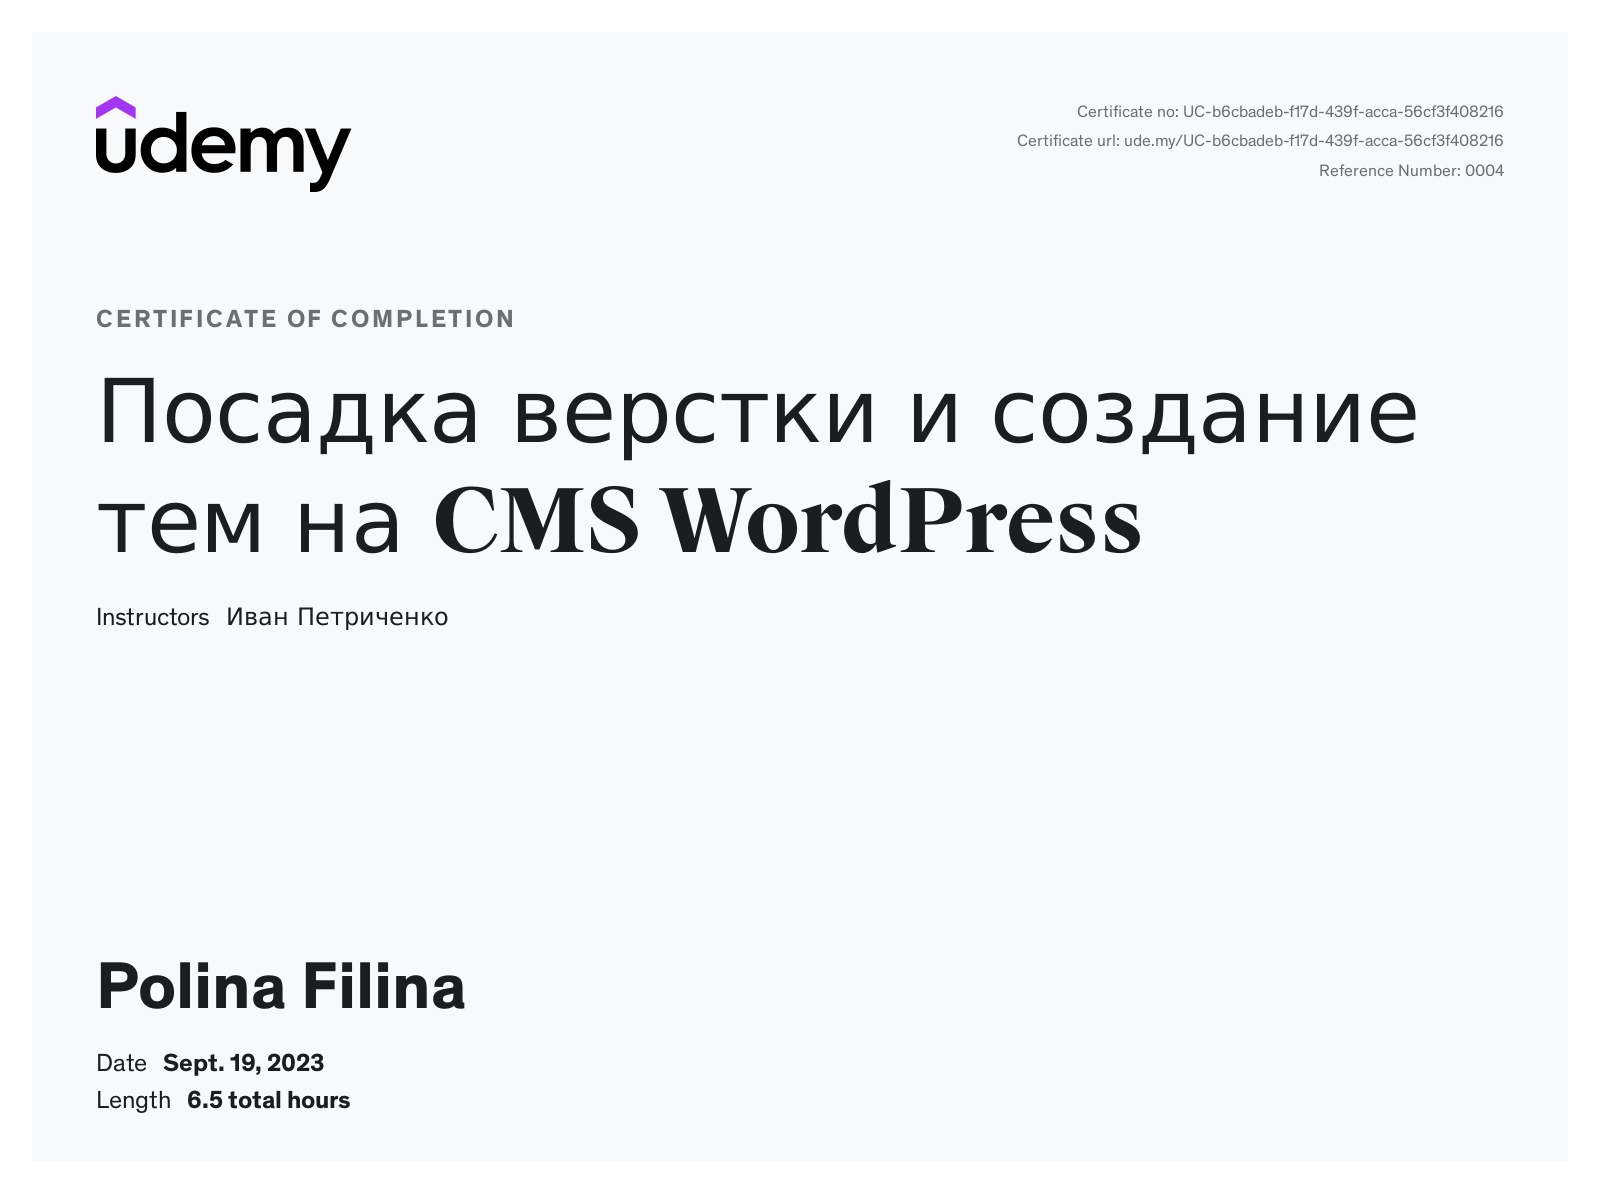 udemy
Certificate no: UC-b6cbadeb-f17d-439f-acca-56cf3f408216
Certificate url: ude.my/UC-b6cbadeb-f17d-439f-acca-56cf3f408216
Reference Number: 0004
CERTIFICATE OF COMPLETION
Посадка верстки и создание
тем на CMS WordPress
Instructors Иван Петриченко
Polina Filina
Date Sept. 19, 2023
Length 6.5 total hours